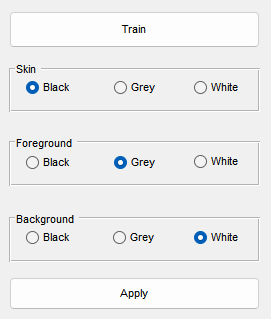 Train
Skin
Black Grey White
Foreground
Black Grey White
Background
Black Grey White
Apply